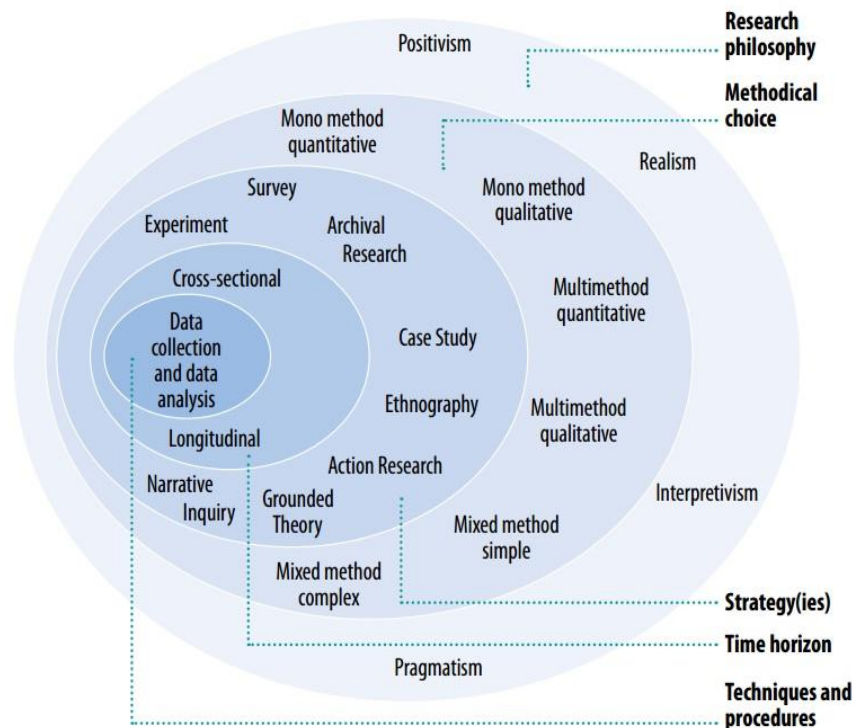 Research
philosophy
Positivism
Methodical
choice
Mono method
quantitative
Realism
Survey
Mono method
qualitative
Experiment
Archival
Research
Cross-sectional
Multimethod
quantitative
Data
collection
and data
analysis
Case Study
Ethnography
Multimethod
qualitative
Longitudinal
Action Research
Narrative
Inquiry
Grounded
Theory
Interpretivism
Mixed method
simple
Mixed method
complex
Strategy(ies)
Time horizon
Pragmatism
Techniques and
procedures